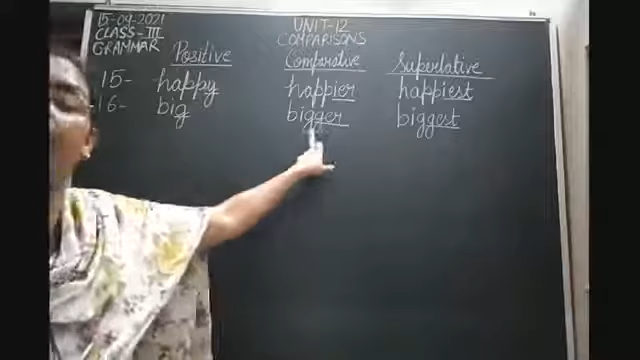 15-09-2021
CLASS-III
GRAMMAR
UNIT-12
COMPARISONS
Positive Comparative Superlative
15- happy happier happiest
16- big bigger biggest